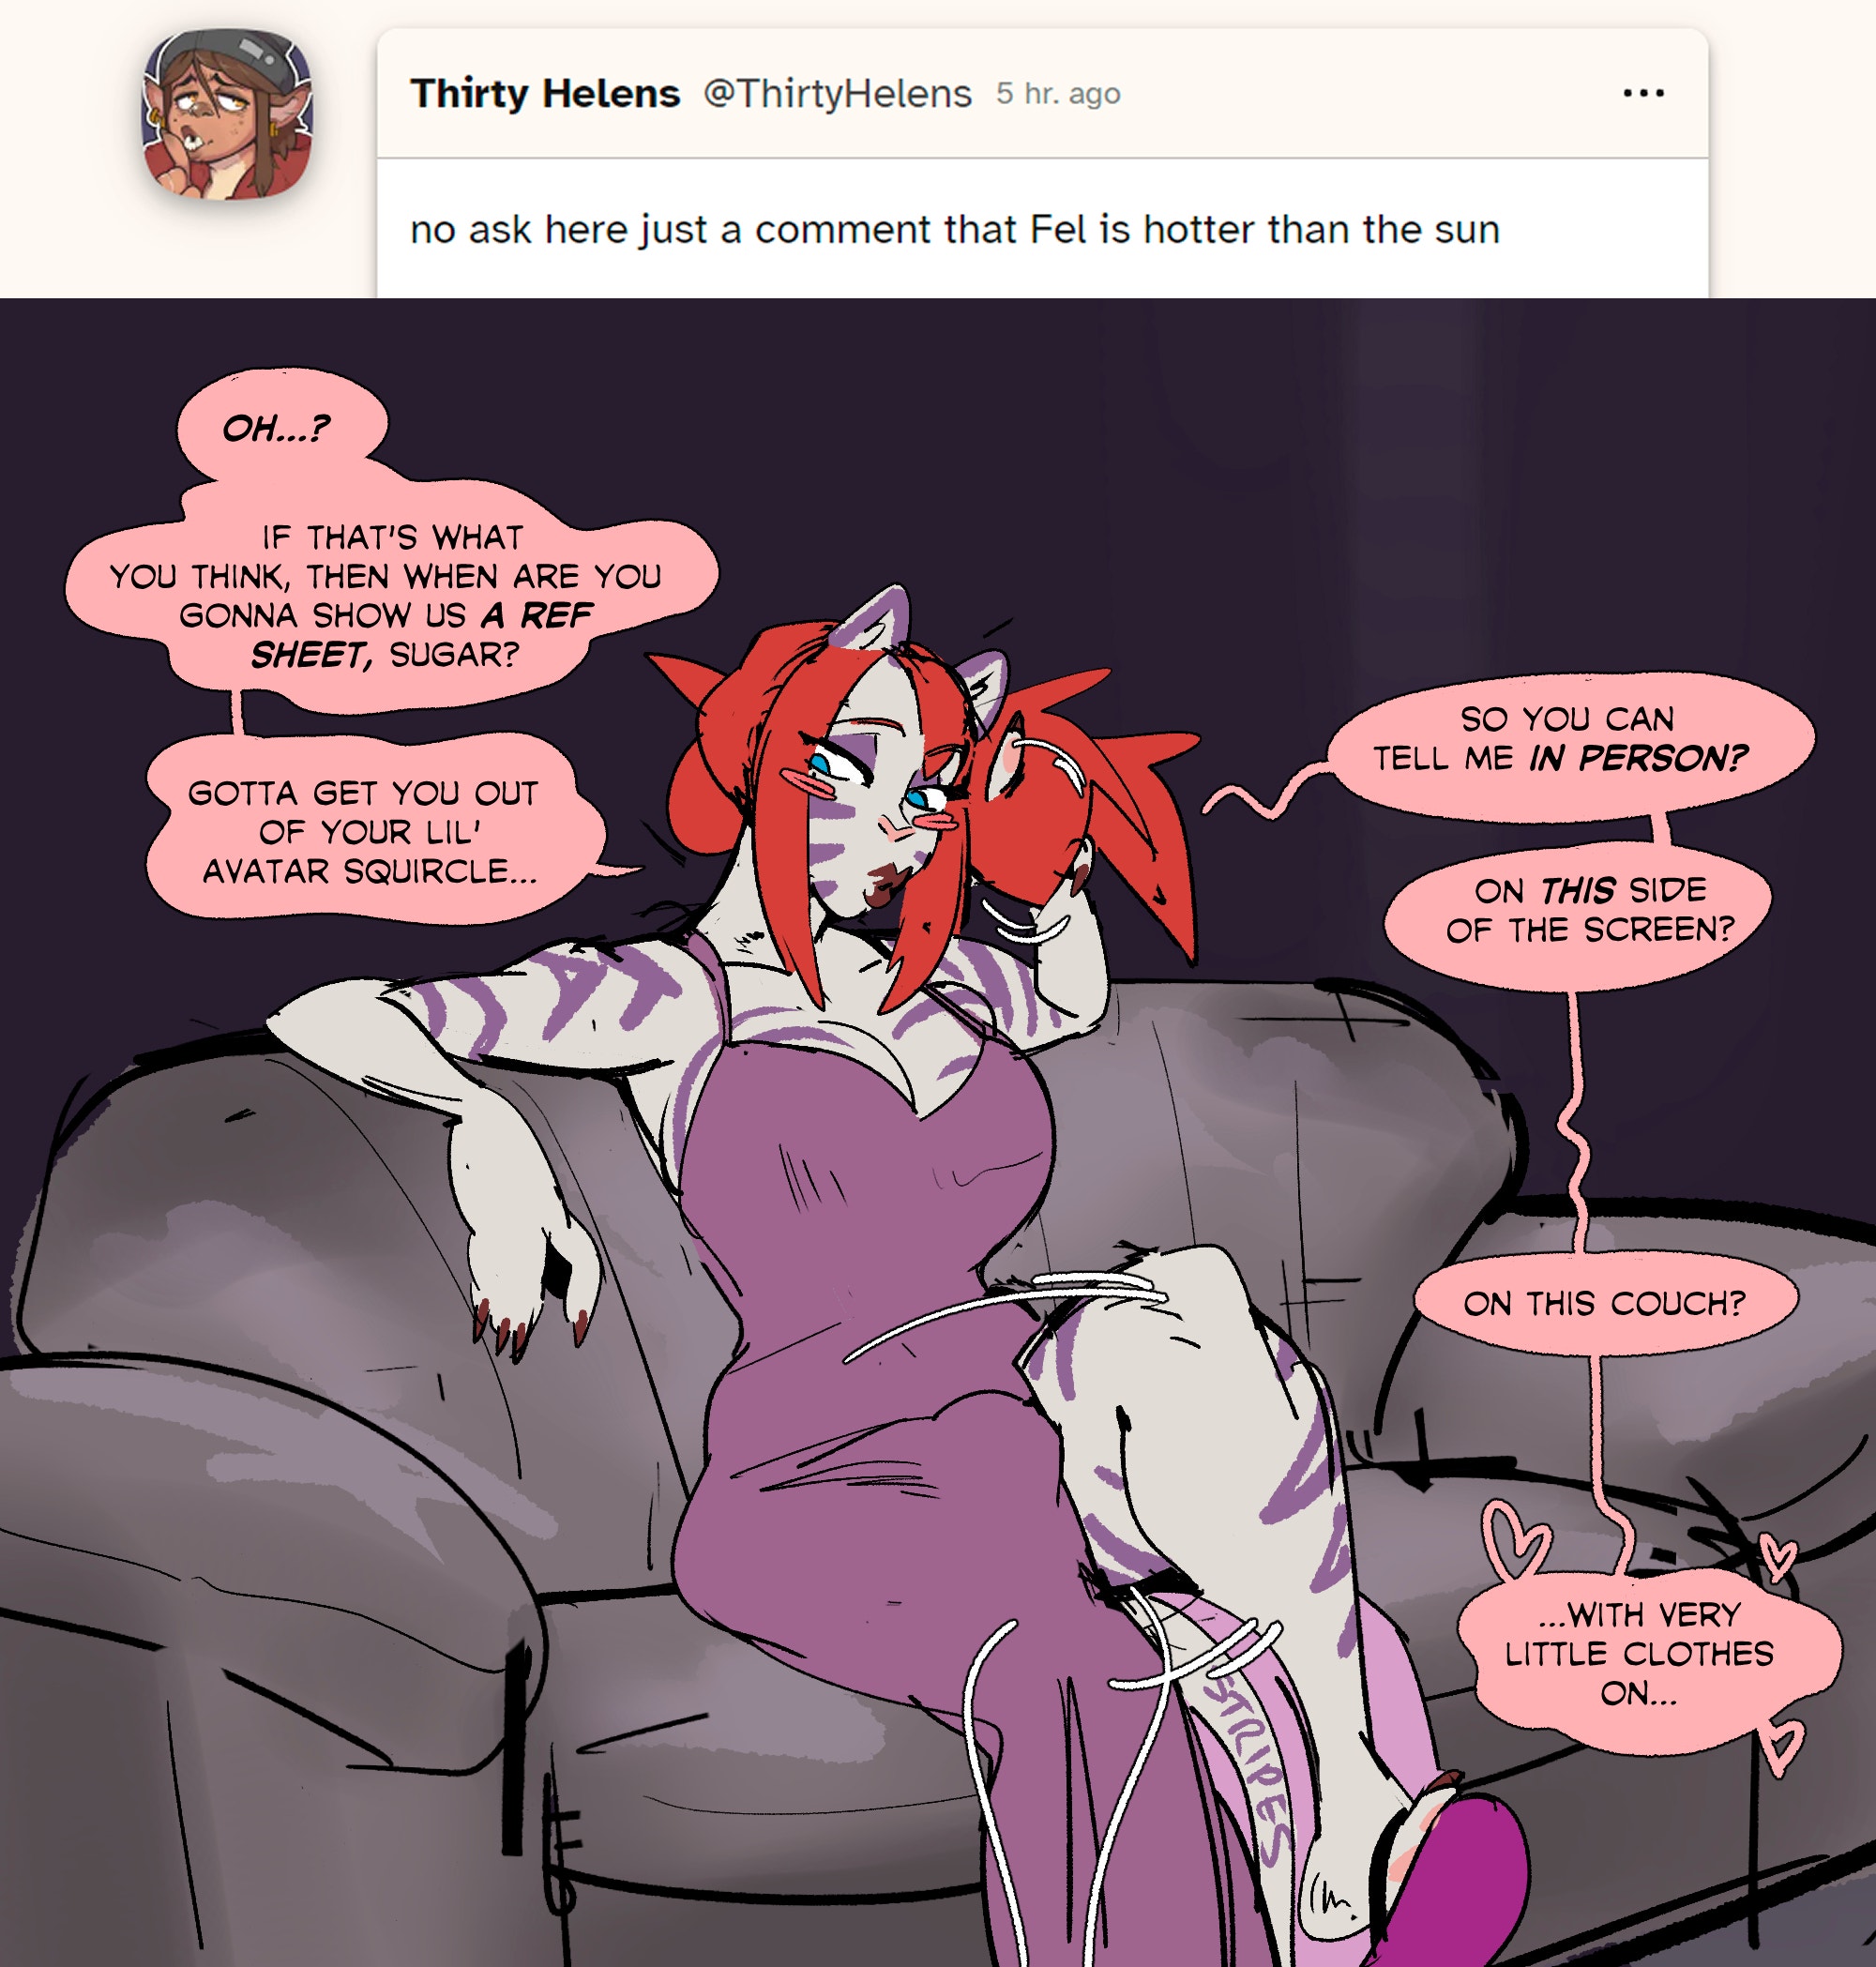 Thirty Helens @ThirtyHelens 5 hr. ago
no ask here just a comment that Fel is hotter than the sun
OH...?
IF THAT'S WHAT
YOU THINK, THEN WHEN ARE YOU
GONNA SHOW US A REF
SHEET, SUGAR?
GOTTA GET YOU OUT
OF YOUR LIL'
AVATAR SQUIRCLE...
SO YOU CAN
TELL ME IN PERSON?
ON THIS SIDE
OF THE SCREEN?
ON THIS COUCH?
...WITH VERY
LITTLE CLOTHES
ON...
STRIPES